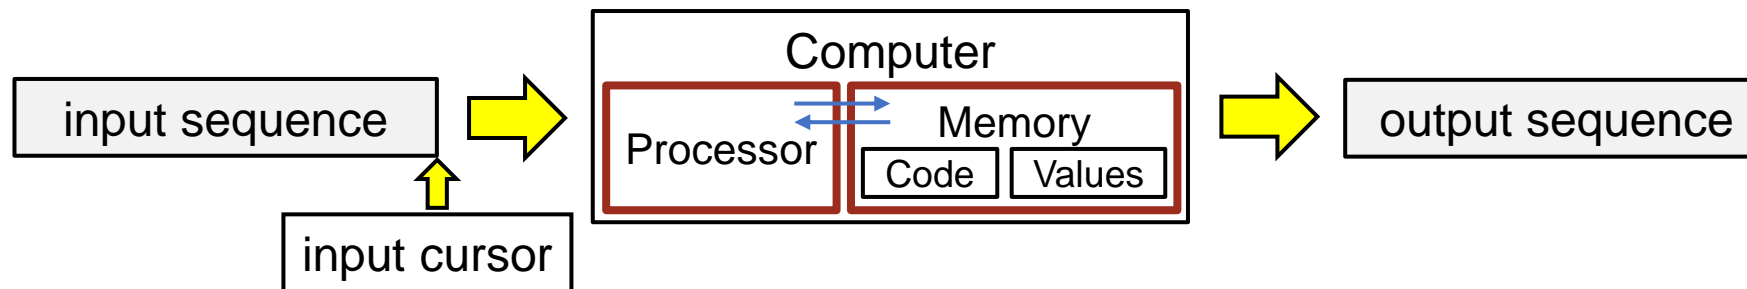 Computer
input sequence
Processor
Memory
Code
Values
output sequence
input cursor